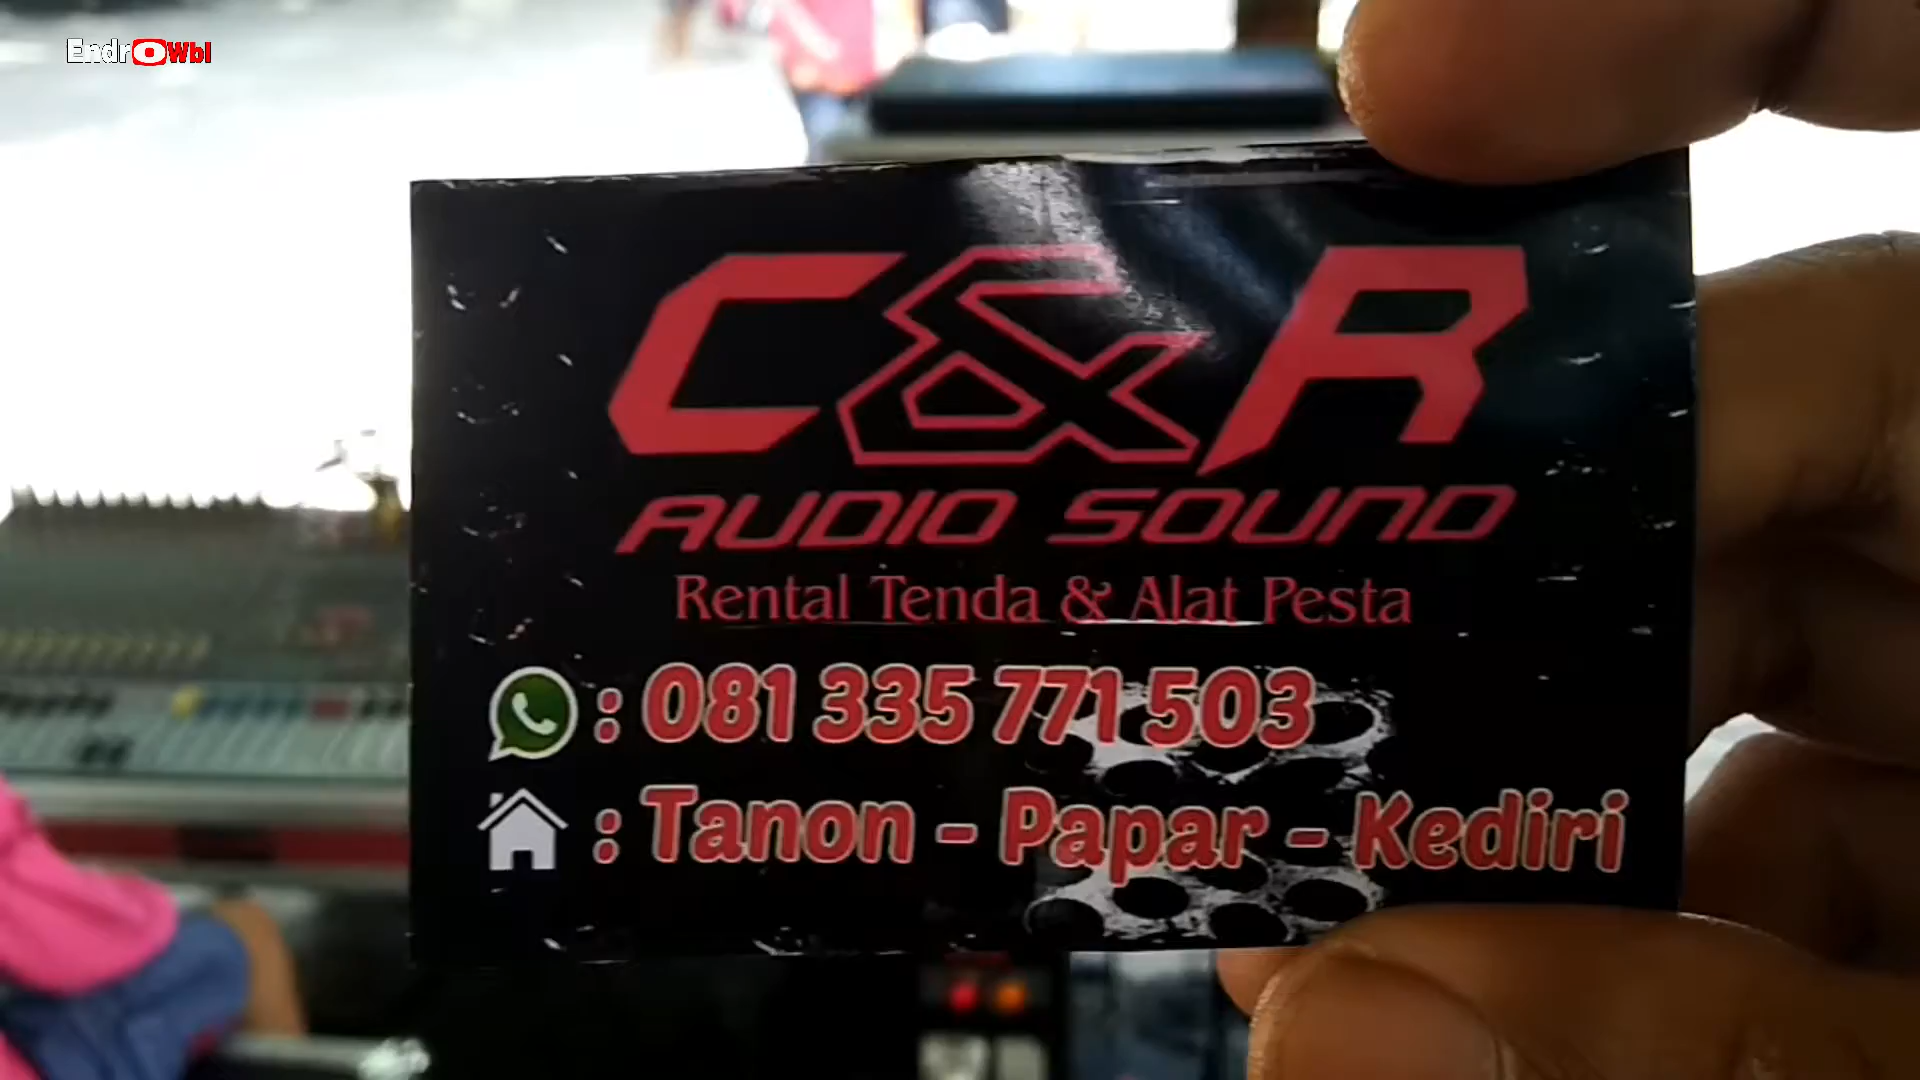 EndrOWbl
C&R
AUDIO SOUND
Rental Tenda & Alat Pesta
: 081 335 771 503
: Tanon - Papar - Kediri